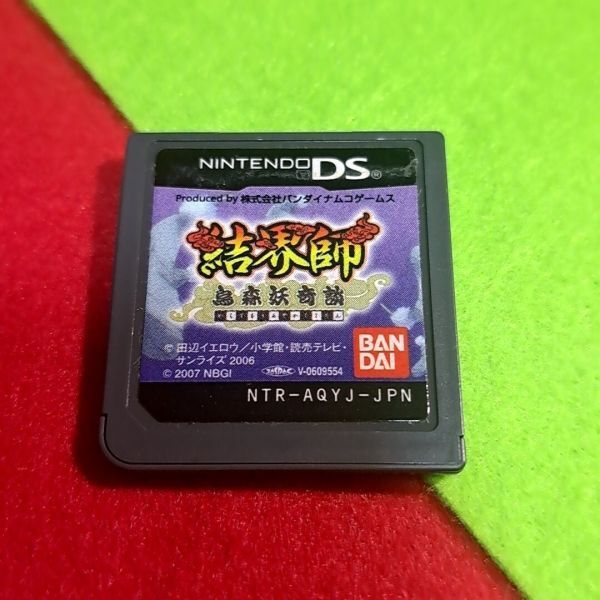 NINTENDO DS®
Produced by 株式会社バンダイナムコゲームス
結界師
烏森妖奇談
BAN
DAI
© 田辺イエロウ／小学館・読売テレビ・
サンライズ 2006
© 2007 NBGI V-0609554
NTR-AQYJ-JPN